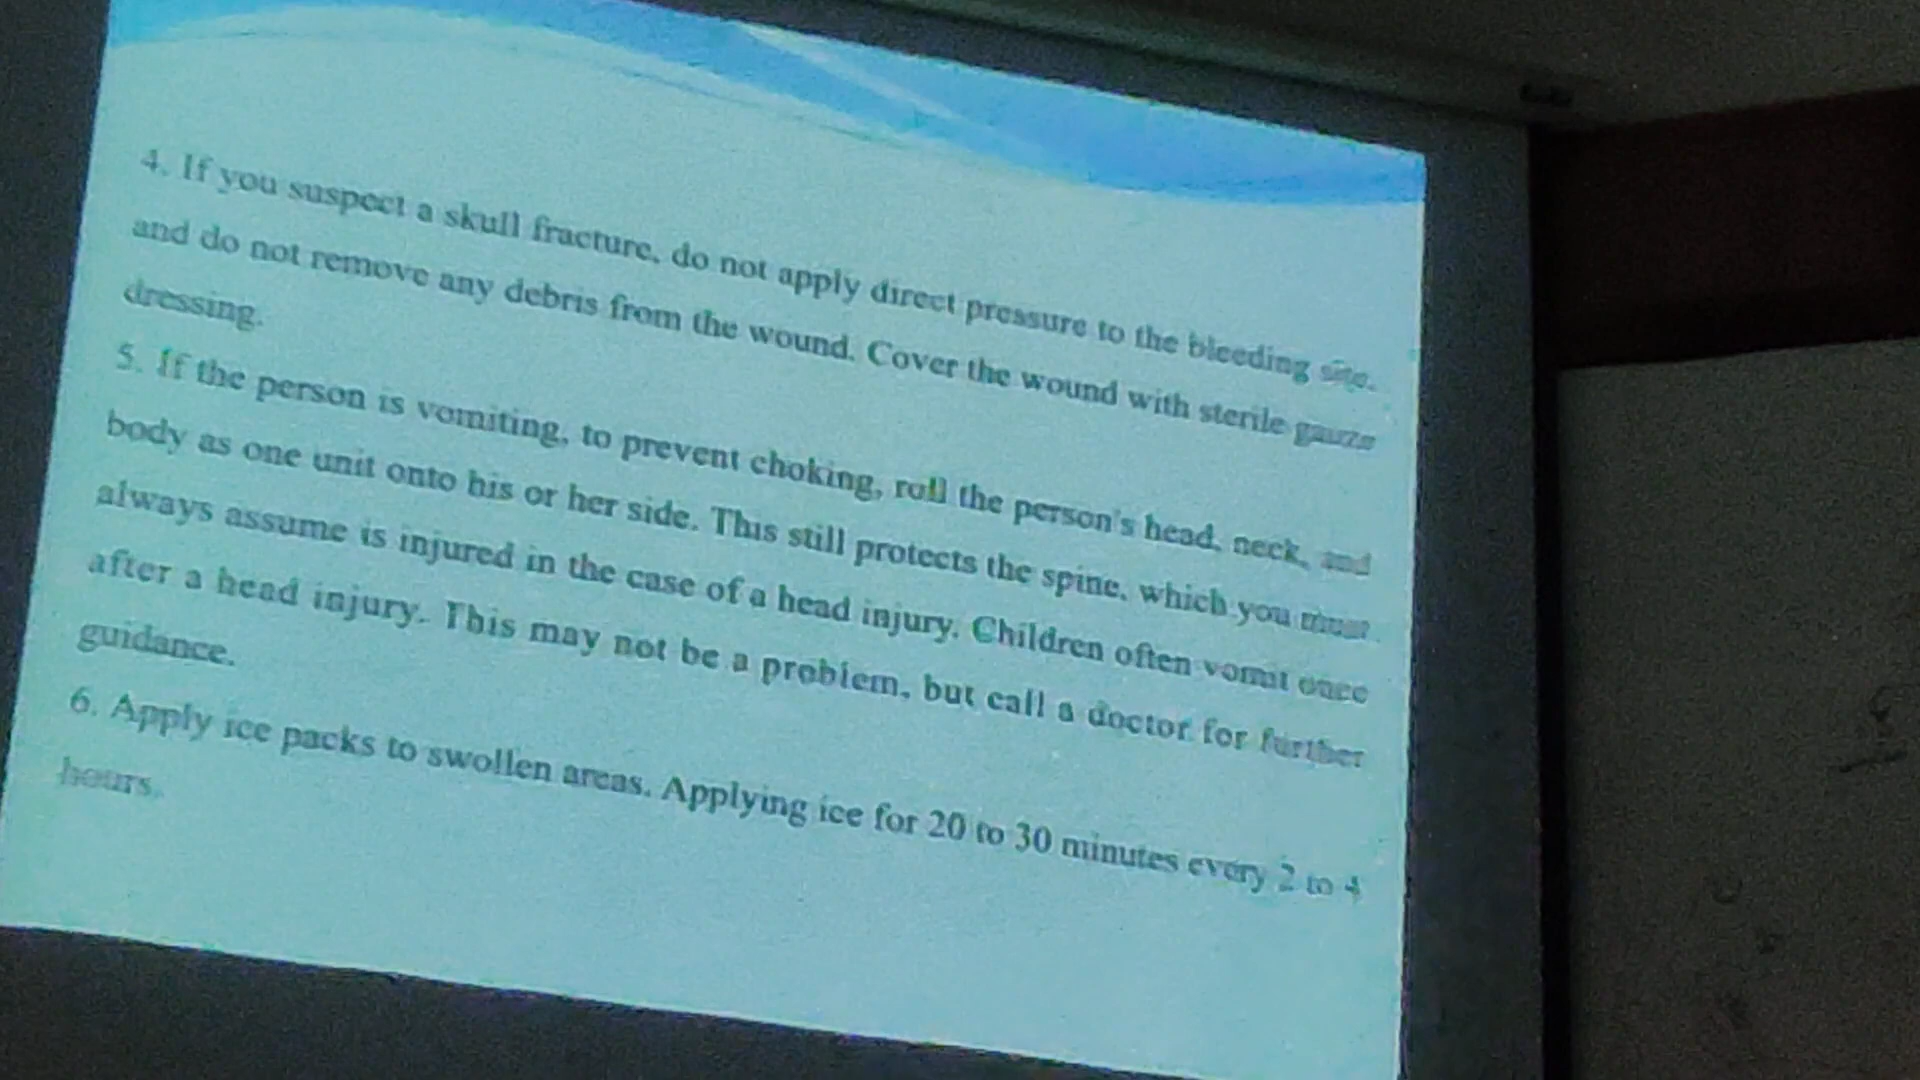 4. If you suspect a skull fracture, do not apply direct pressure to the bleeding site,
and do not remove any debris from the wound. Cover the wound with sterile gauze
dressing.
5. If the person is vomiting, to prevent choking, roll the person's head, neck, and
body as one unit onto his or her side. This still protects the spine, which you must
always assume is injured in the case of a head injury. Children often vomit once
after a head injury. This may not be a problem, but call a doctor for further
guidance.
6. Apply ice packs to swollen areas. Applying ice for 20 to 30 minutes every 2 to 4
hours.